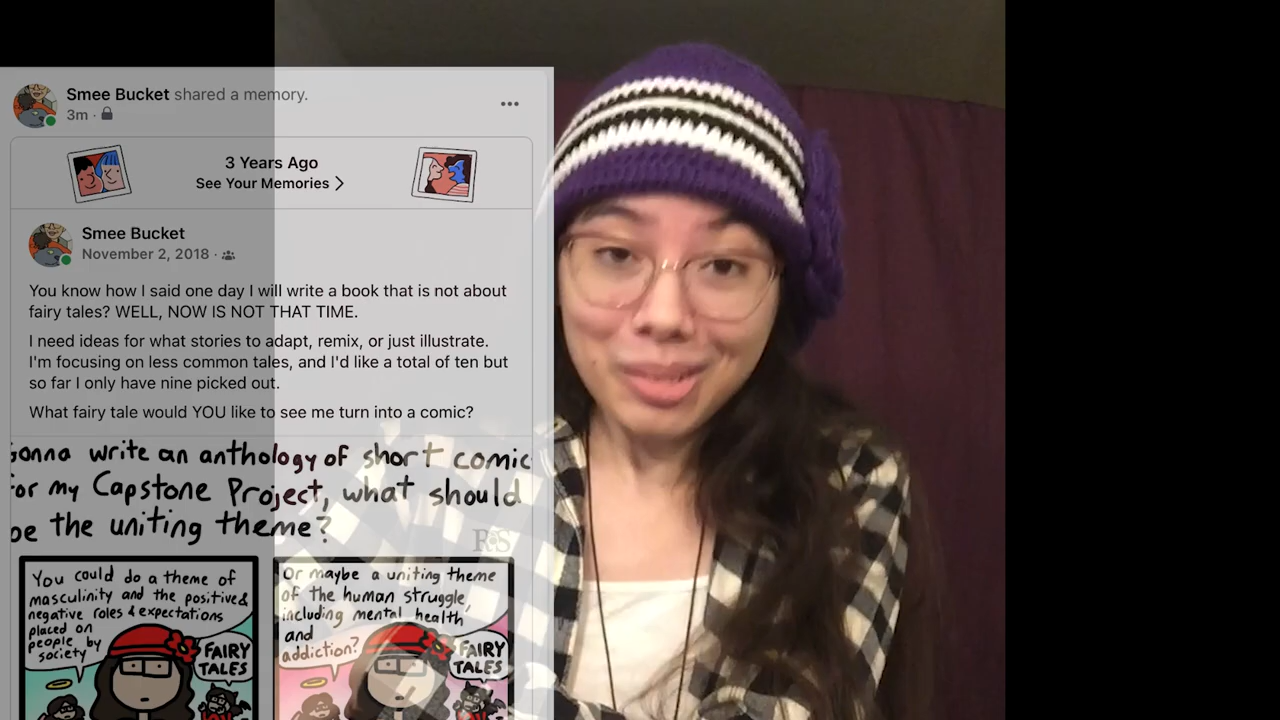 Smee Bucket shared a memory.
3m ·
3 Years Ago
See Your Memories
Smee Bucket
November 2, 2018 ·
You know how I said one day I will write a book that is not about
fairy tales? WELL, NOW IS NOT THAT TIME.
I need ideas for what stories to adapt, remix, or just illustrate.
I'm focusing on less common tales, and I'd like a total of ten but
so far I only have nine picked out.
What fairy tale would YOU like to see me turn into a comic?
Gonna write an anthology of short comic
for my Capstone Project, what should
be the uniting theme?
RS
You could do a theme of
masculinity and the positive &
negative roles & expectations
placed on
people by
society
FAIRY
TALES
Or maybe a uniting theme
of the human struggle,
including mental health
and
addiction?
FAIRY
TALES